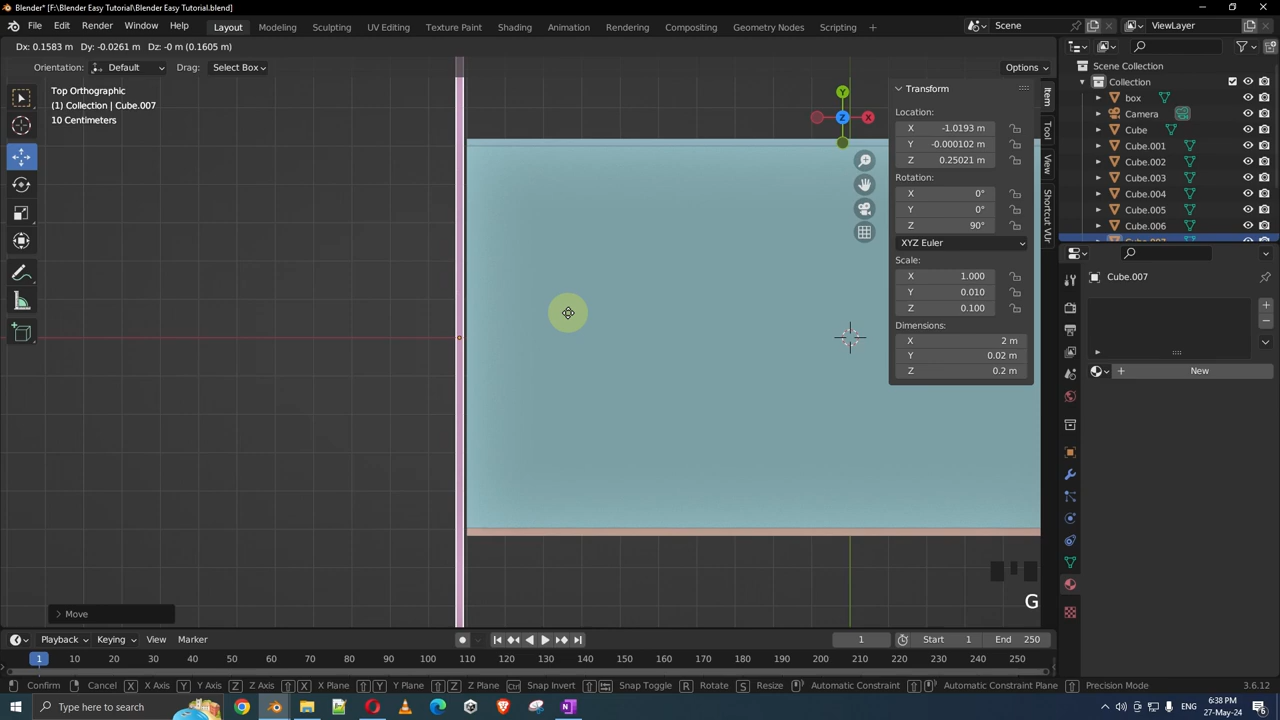 Blender* [F:\Blender Easy Tutorial\Blender Easy Tutorial.blend]
File Edit Render Window Help Layout Modeling Sculpting UV Editing Texture Paint Shading Animation Rendering Compositing Geometry Nodes Scripting + Scene ViewLayer
Dx: 0.1583 m Dy: -0.0261 m Dz: -0 m (0.1605 m)
Orientation: Default Drag: Select Box Options
Top Orthographic
(1) Collection | Cube.007
10 Centimeters
Y
Z
X
Transform
Location:
X -1.0193 m
Y -0.000102 m
Z 0.25021 m
Rotation:
X 0°
Y 0°
Z 90°
XYZ Euler
Scale:
X 1.000
Y 0.010
Z 0.100
Dimensions:
X 2 m
Y 0.02 m
Z 0.2 m
Item
Tool
View
Shortcut VUr
Scene Collection
Collection
box
Camera
Cube
Cube.001
Cube.002
Cube.003
Cube.004
Cube.005
Cube.006
Cube.007
Cube.007
+ New
G
Move
Playback Keying View Marker 1 Start 1 End 250
1 10 20 30 40 50 60 70 80 90 100 110 120 130 140 150 160 170 180 190 200 210 220 230 240 250
Confirm Cancel X X Axis Y Y Axis Z Z Axis X X Plane Y Y Plane Z Z Plane Ctrl Snap Invert Snap Toggle R Rotate S Resize Automatic Constraint Automatic Constraint Plane Precision Mode 3.6.12
Type here to search ENG 6:38 PM
27-May-24